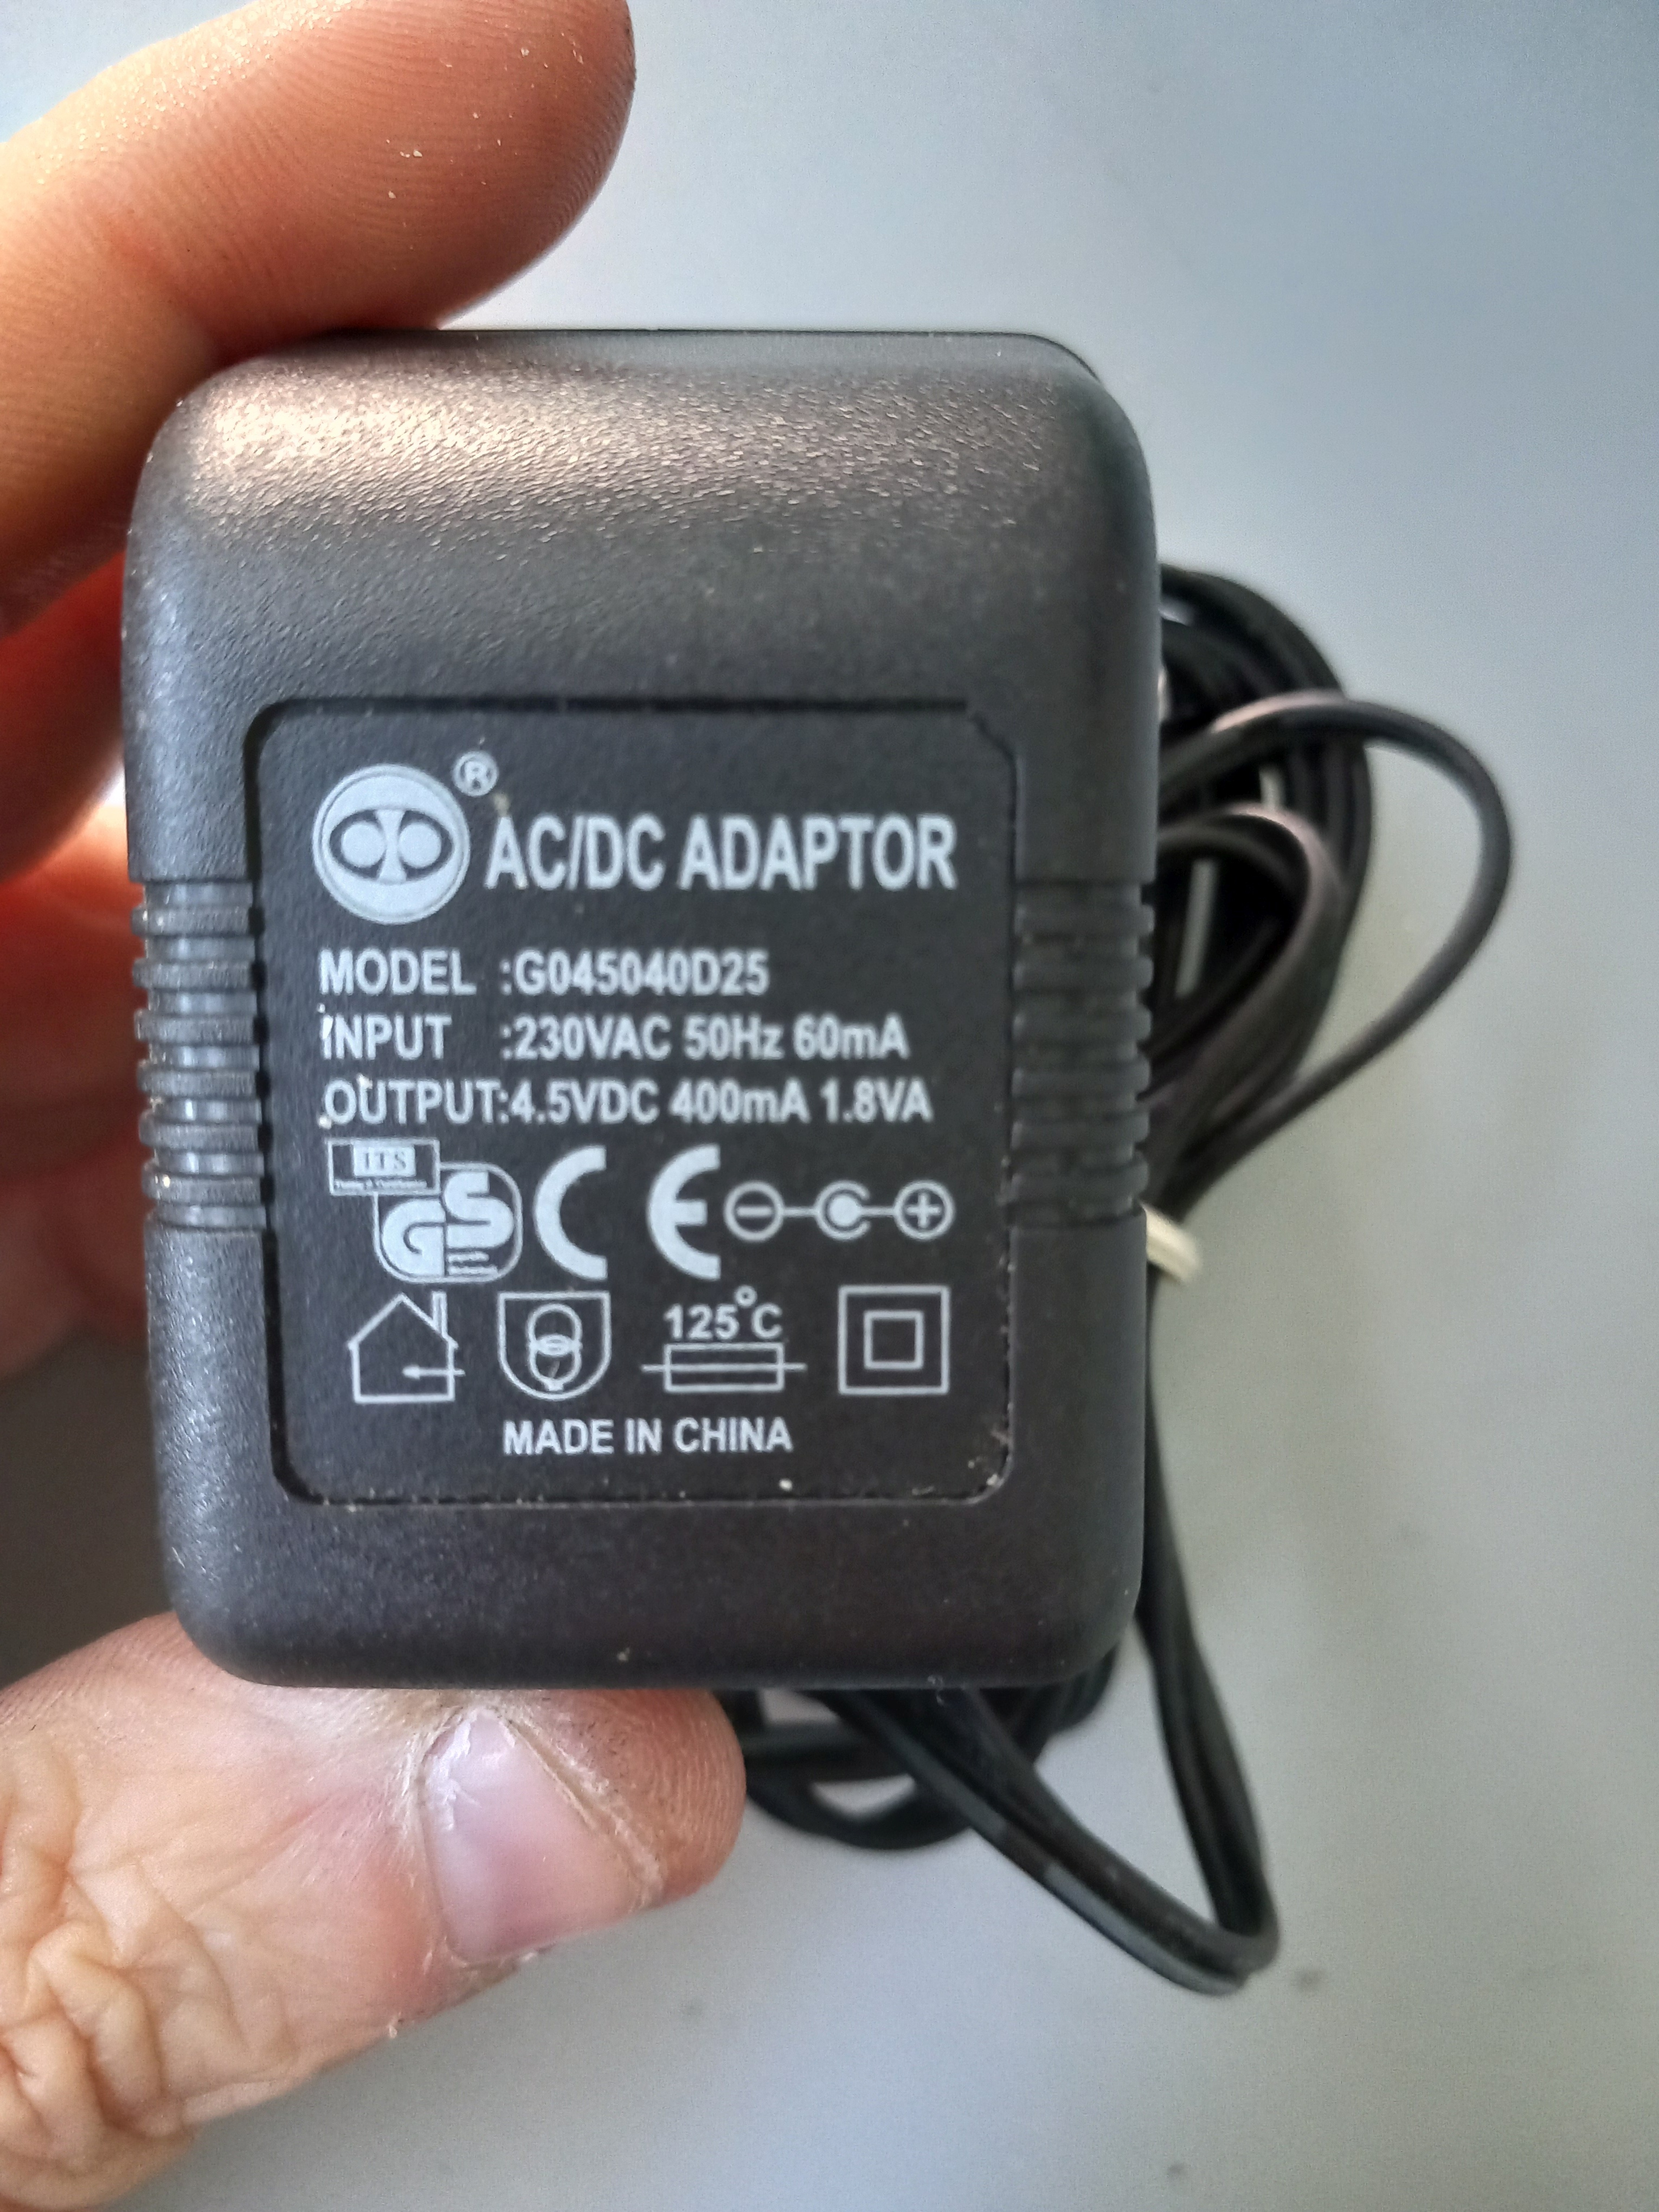 ®
AC/DC ADAPTOR
MODEL :G045040D25
INPUT :230VAC 50Hz 60mA
OUTPUT:4.5VDC 400mA 1.8VA
ITS
GS CE
125°C
MADE IN CHINA